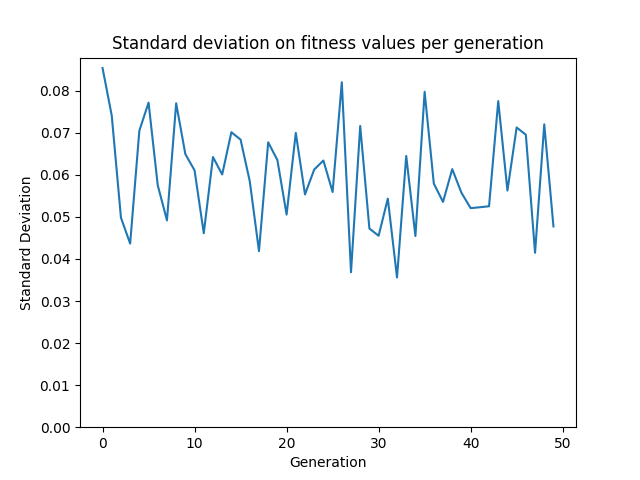 Standard deviation on fitness values per generation
Standard Deviation
0.08
0.07
0.06
0.05
0.04
0.03
0.02
0.01
0.00
0 10 20 30 40 50
Generation